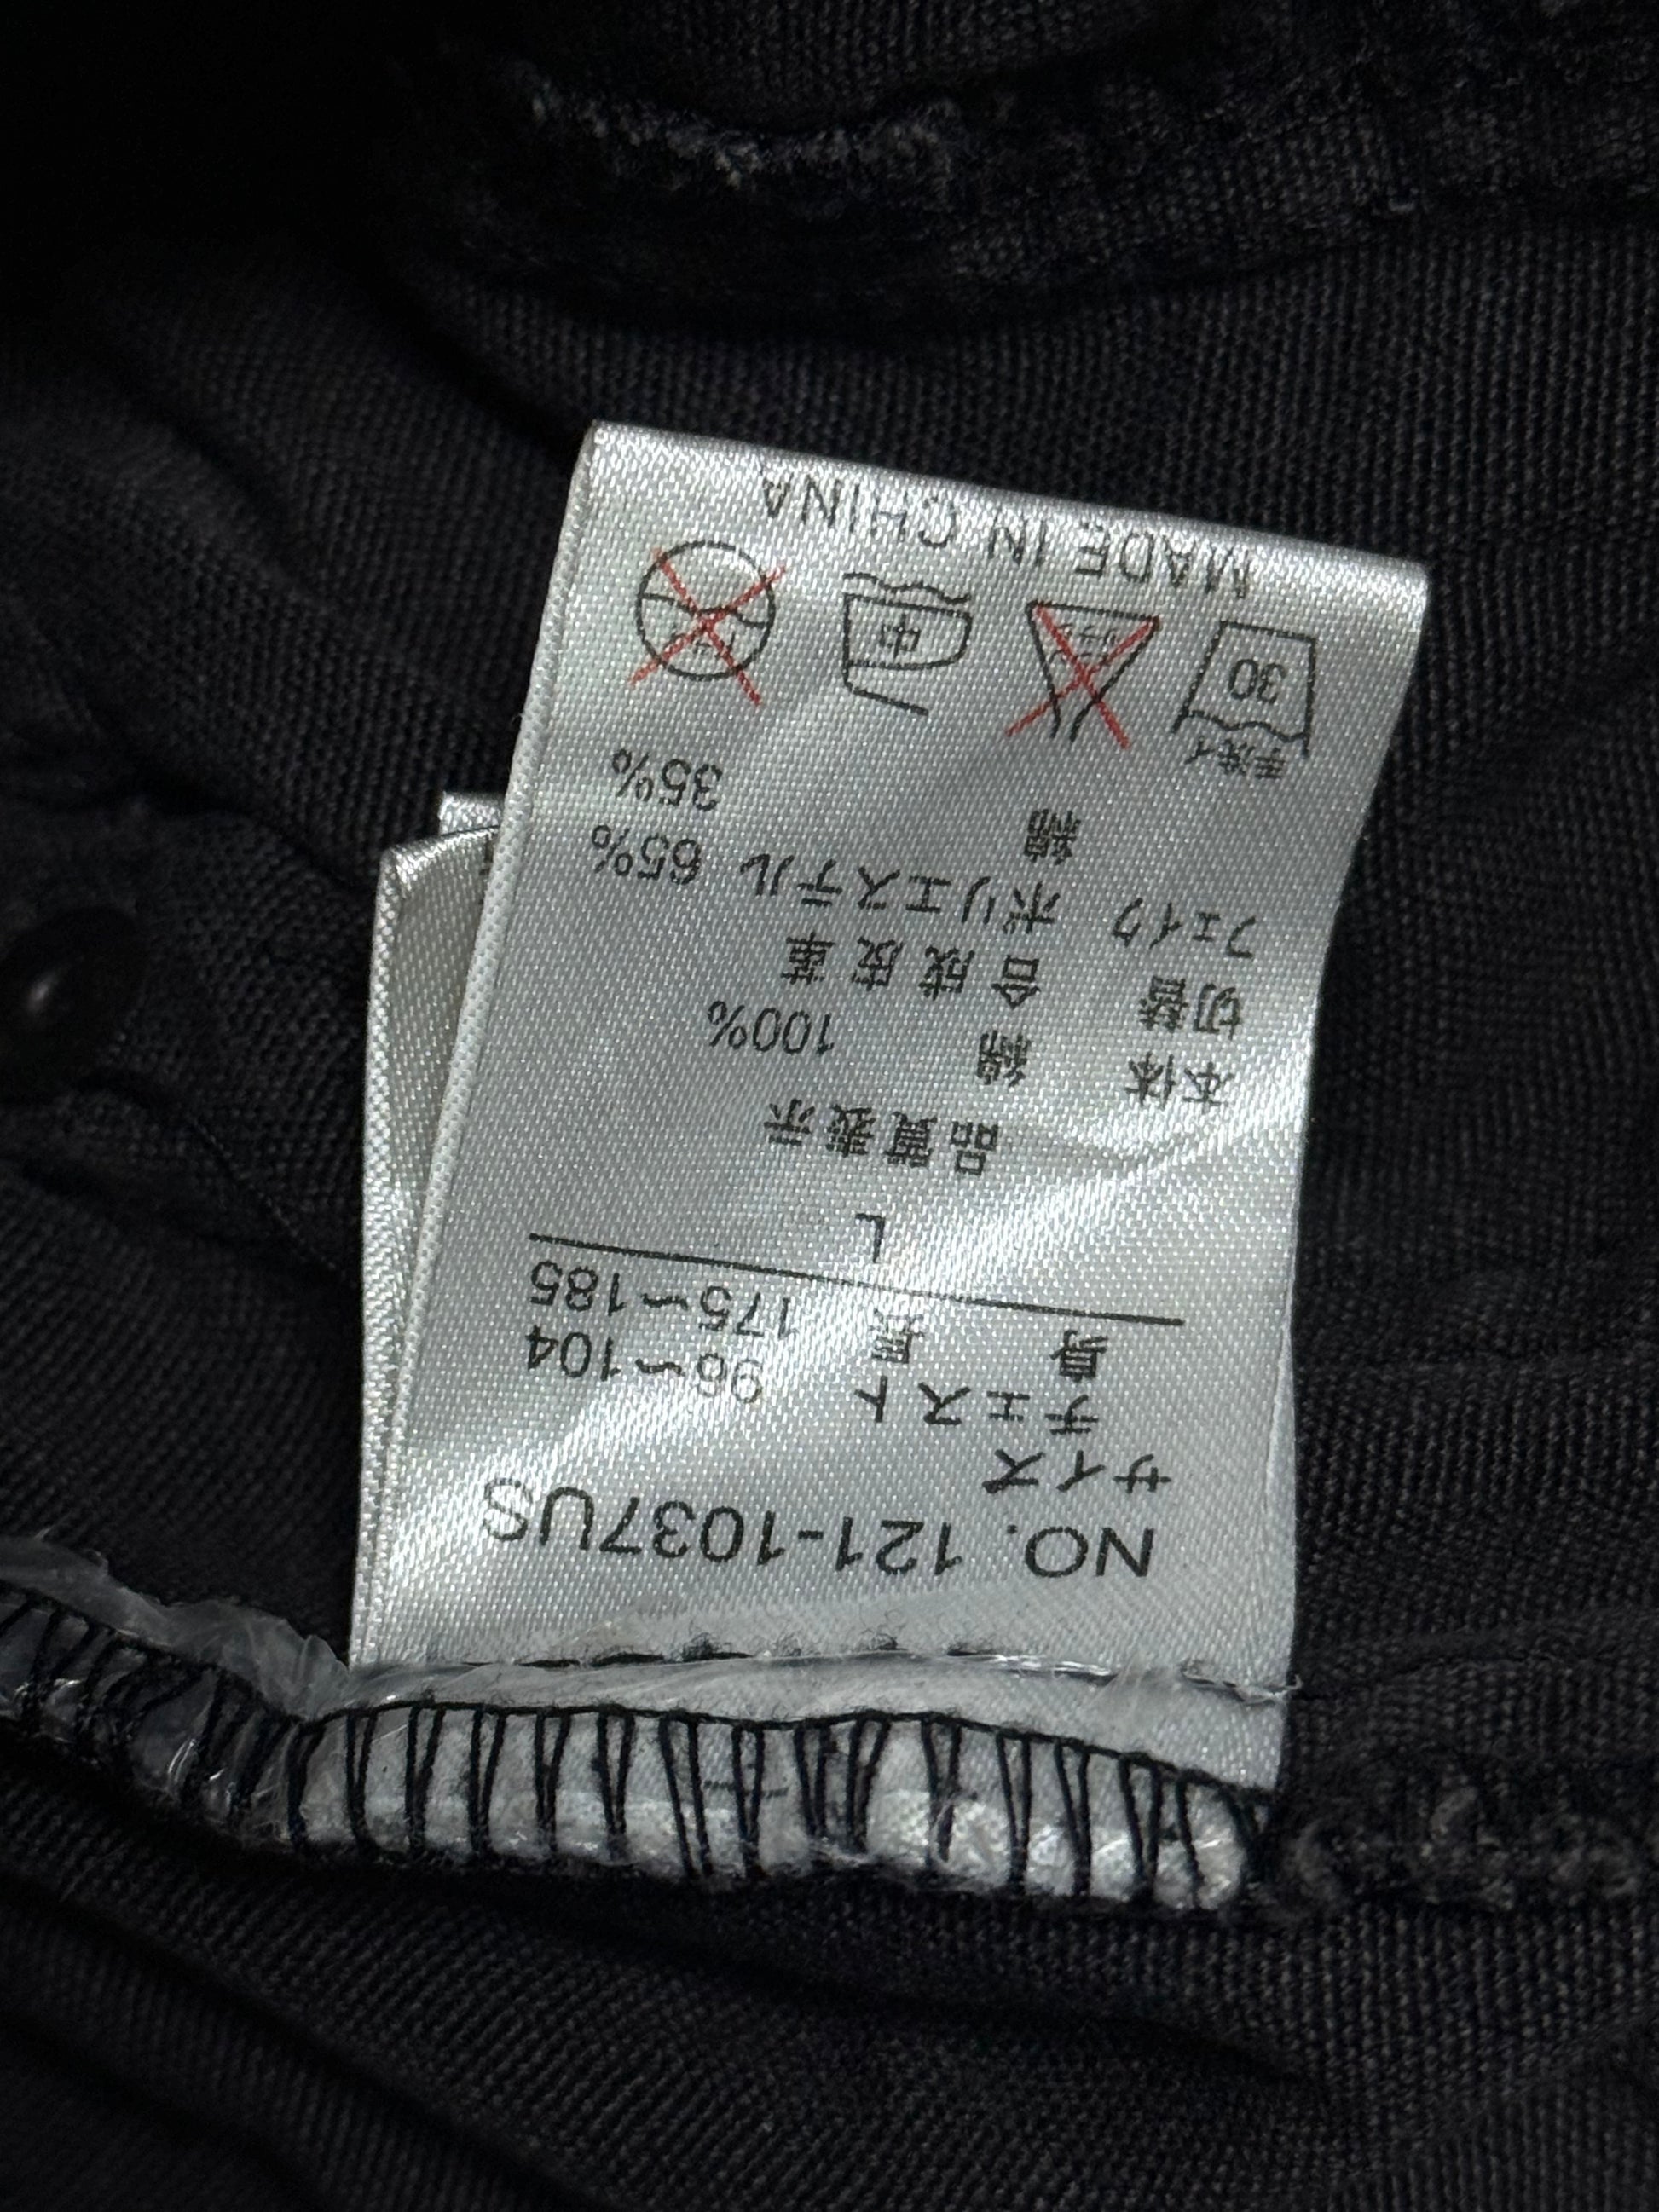 NO. 121-1037US
サイズ
チェスト 96〜104
身 長 175〜185
L
品質表示
本体 綿 100%
切替 合成皮革
フェイク ポリエステル 65%
綿 35%
手洗イ
30 中
MADE IN CHINA